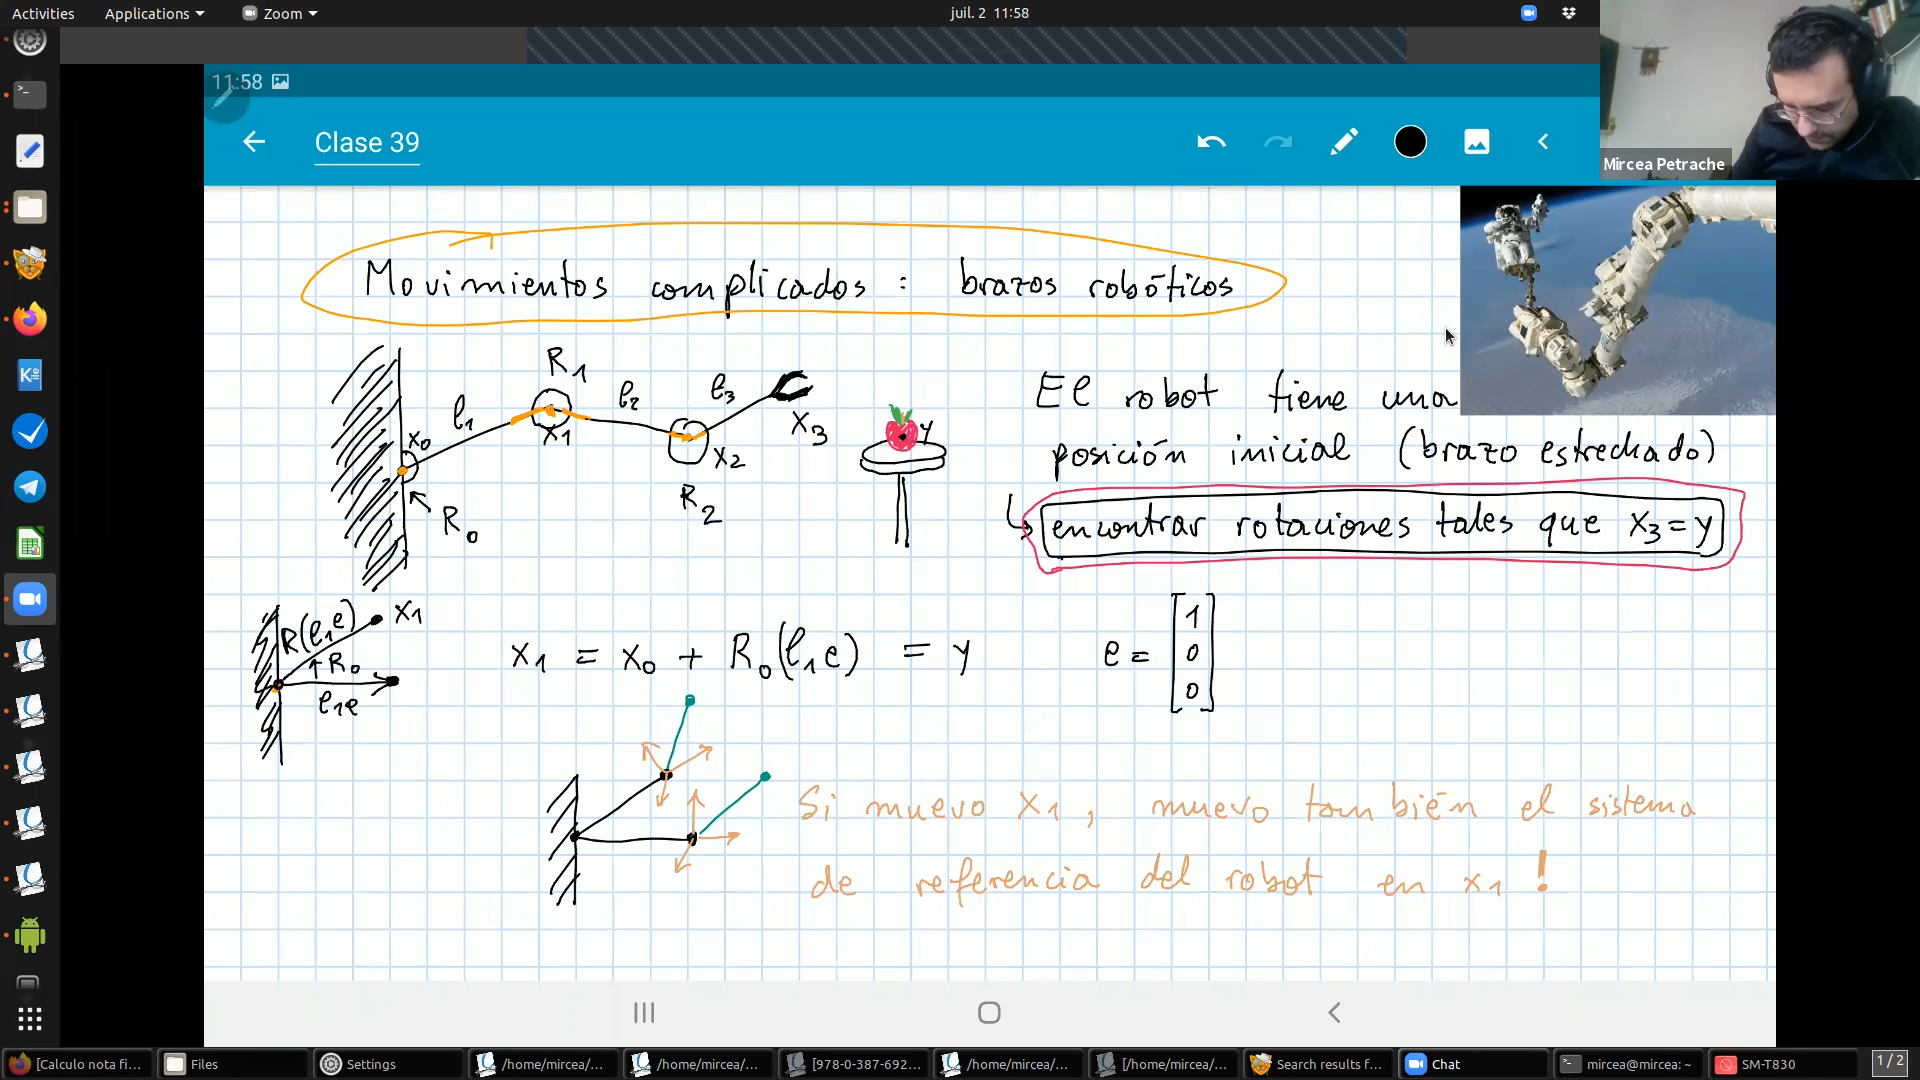 Activities Applications Zoom juil. 2 11:58
11:58
Clase 39
Mircea Petrache
Movimientos complicados : brazos robóticos
R1
l1 l2 l3
x0 x1 x2 x3 y
R0 R2
El robot tiene una
posición inicial (brazo estrechado)
↳ encontrar rotaciones tales que x3 = y
R(l1e) x1
↑R0
l1e
x1 = x0 + R0(l1e) = y
e = [1 0 0]
Si muevo x1, muevo también el sistema
de referencia del robot en x1 !
[Calculo nota fi... Files Settings /home/mircea/... /home/mircea/... [978-0-387-692... /home/mircea/... [/home/mircea/... Search results f... Chat mircea@mircea: ~ SM-T830 1 / 2